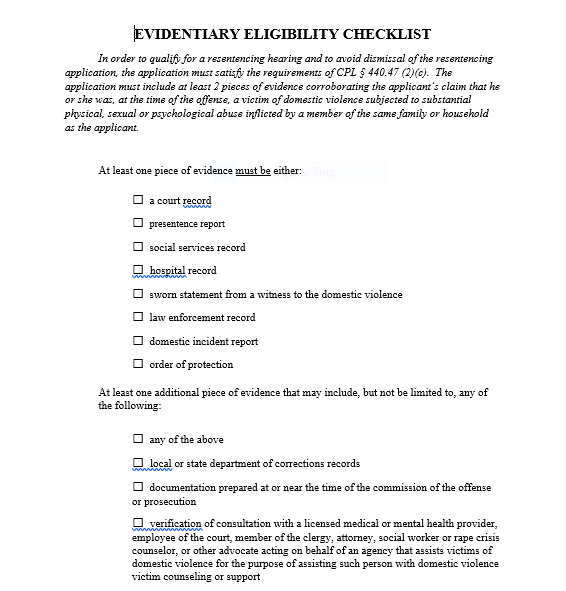 EVIDENTIARY ELIGIBILITY CHECKLIST
In order to qualify for a resentencing hearing and to avoid dismissal of the resentencing
application, the application must satisfy the requirements of CPL § 440.47 (2)(c). The
application must include at least 2 pieces of evidence corroborating the applicant's claim that he
or she was, at the time of the offense, a victim of domestic violence subjected to substantial
physical, sexual or psychological abuse inflicted by a member of the same family or household
as the applicant.
At least one piece of evidence must be either:
☐ a court record
☐ presentence report
☐ social services record
☐ hospital record
☐ sworn statement from a witness to the domestic violence
☐ law enforcement record
☐ domestic incident report
☐ order of protection
At least one additional piece of evidence that may include, but not be limited to, any of
the following:
☐ any of the above
☐ local or state department of corrections records
☐ documentation prepared at or near the time of the commission of the offense
or prosecution
☐ verification of consultation with a licensed medical or mental health provider,
employee of the court, member of the clergy, attorney, social worker or rape crisis
counselor, or other advocate acting on behalf of an agency that assists victims of
domestic violence for the purpose of assisting such person with domestic violence
victim counseling or support